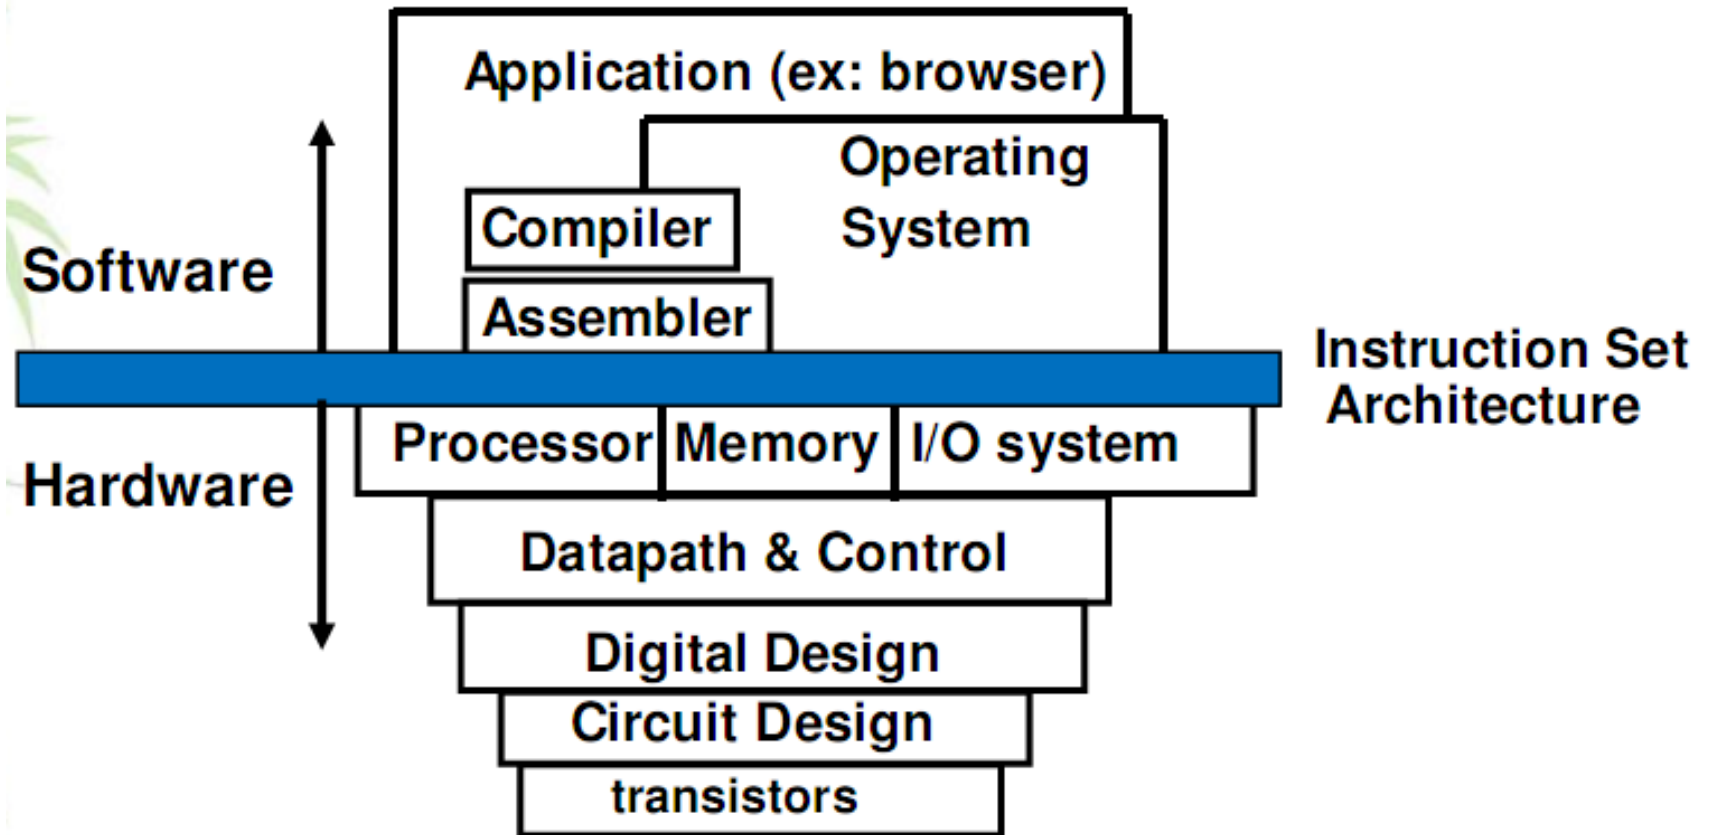 Application (ex: browser)
Operating
System
Compiler
Software
Assembler
Instruction Set
Architecture
Processor
Memory
I/O system
Hardware
Datapath & Control
Digital Design
Circuit Design
transistors